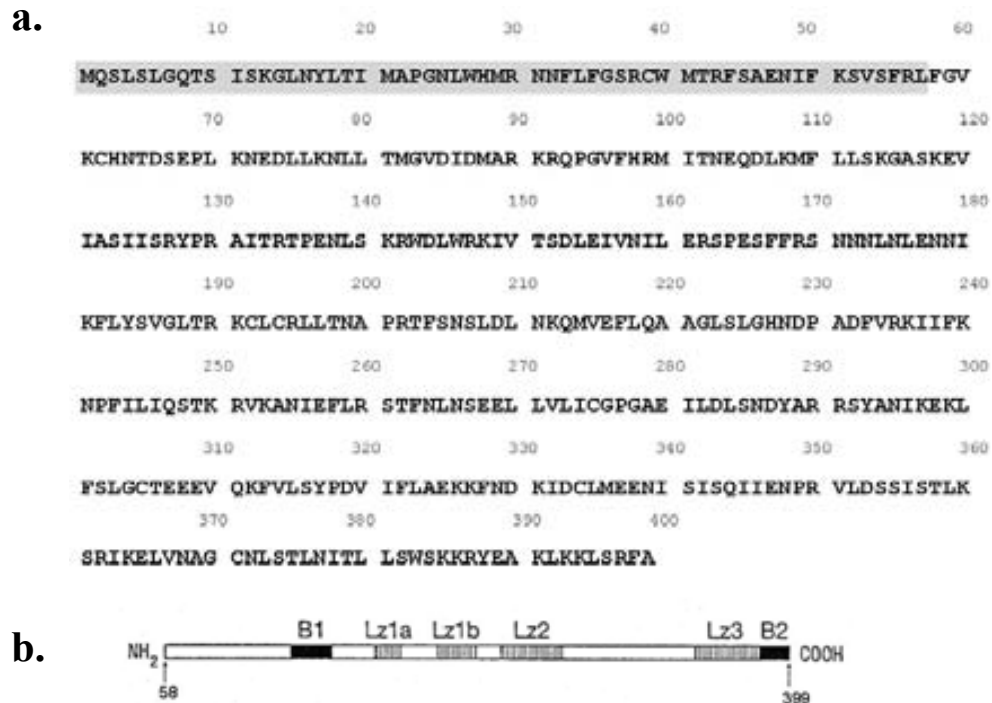 a.
10 20 30 40 50 60
MQSLSLGQTS ISKGLNYLTI MAPGNLWHMR NNFLFGSRCW MTRFSAENIF KSVSFRLFGV
70 80 90 100 110 120
KCHNTDSEPL KNEDLLKNLL TMGVDIDMAR KRQPGVFHRM ITNEQDLKMF LLSKGASKEV
130 140 150 160 170 180
IASIISRYPR AITRTPENLS KRWDLWRKIV TSDLEIVNIL ERSPESFFRS NNNLNLENNI
190 200 210 220 230 240
KFLYSVGLTR KCLCRLLTNA PRTFSNSLDL NKQMVEFLQA AGLSLGHNDP ADFVRKIIFK
250 260 270 280 290 300
NPFILIQSTK RVKANIEFLR STFNLNSEEL LVLICGPGAE ILDLSNDYAR RSYANIKEKL
310 320 330 340 350 360
FSLGCTEEEV QKFVLSYPDV IFLAEKKFND KIDCLMEENI SISQIIENPR VLDSSISTLK
370 380 390 400
SRIKELVNAG CNLSTLNITL LSWSKKRYEA KLKKLSRFA
b.
B1 Lz1a Lz1b Lz2 Lz3 B2
NH2 COOH
58 399